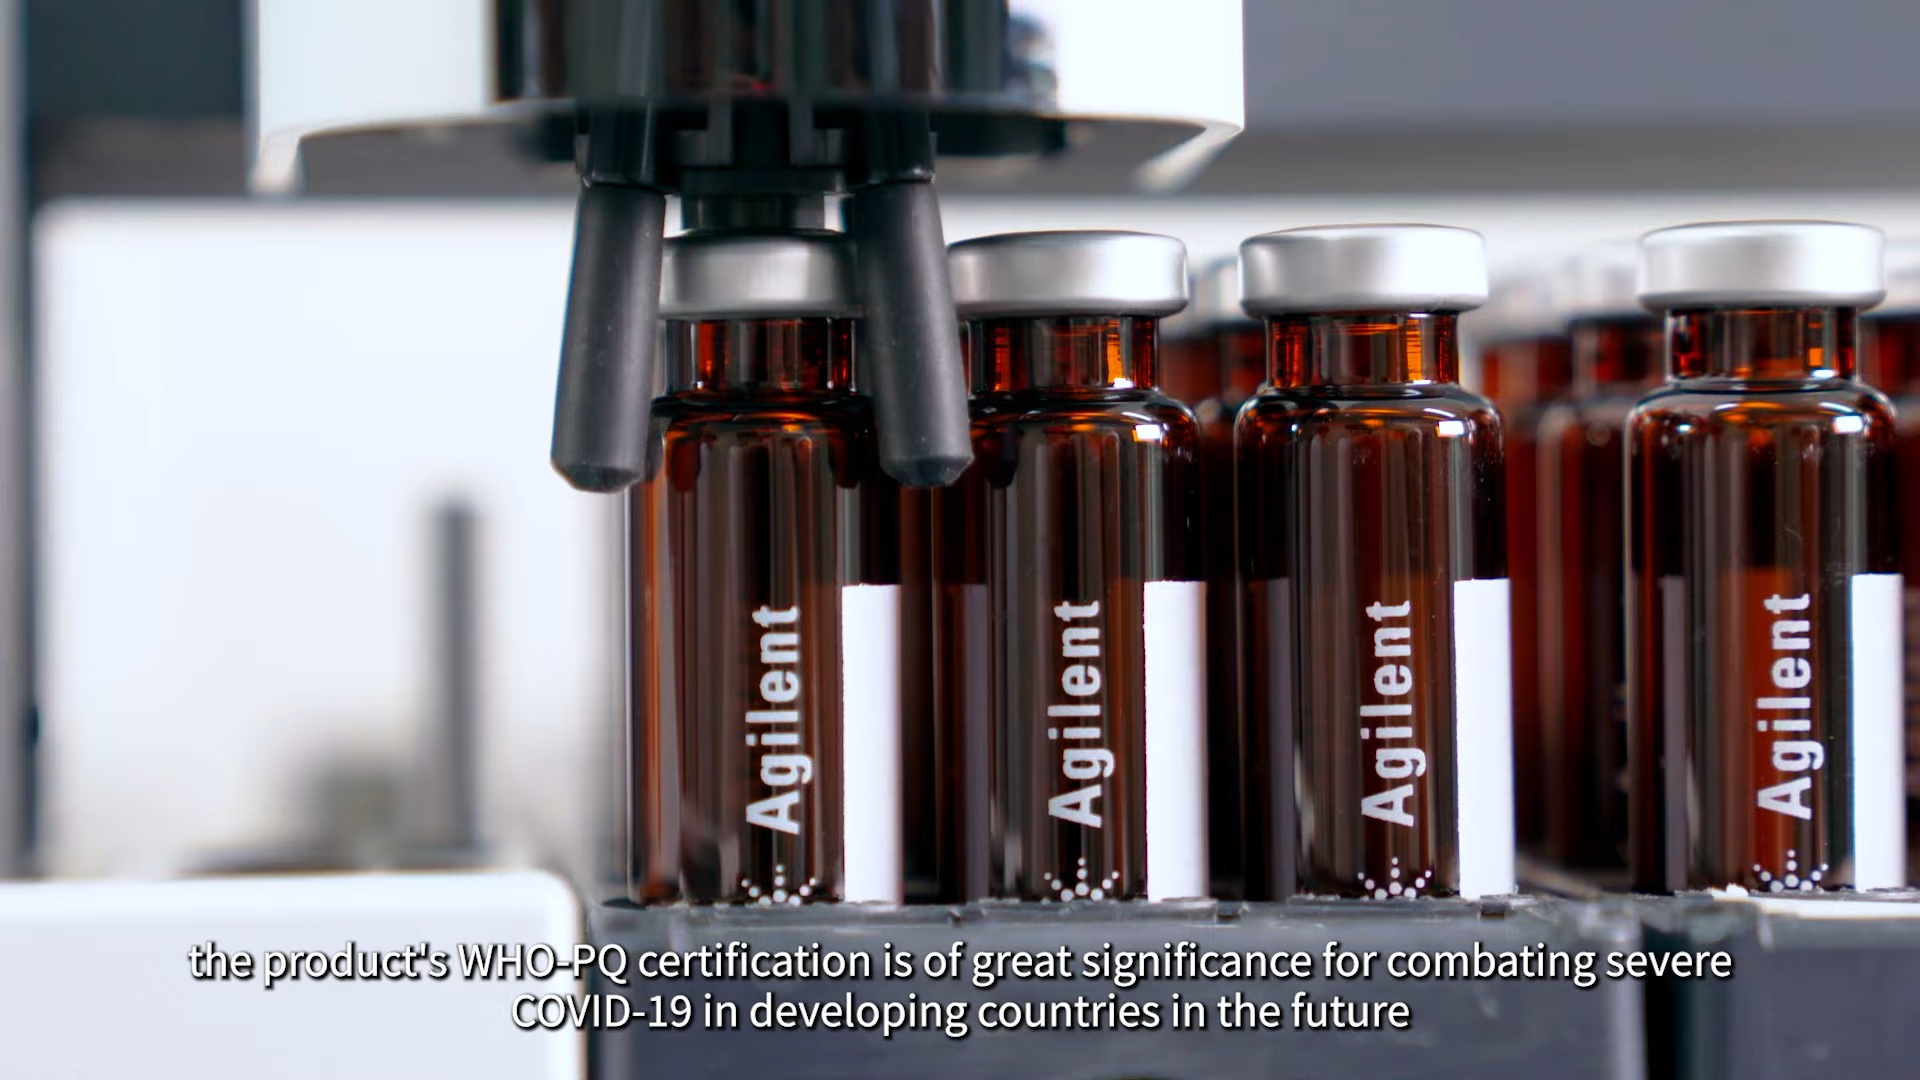 Agilent
Agilent
Agilent
Agilent
the product's WHO-PQ certification is of great significance for combating severe
COVID-19 in developing countries in the future